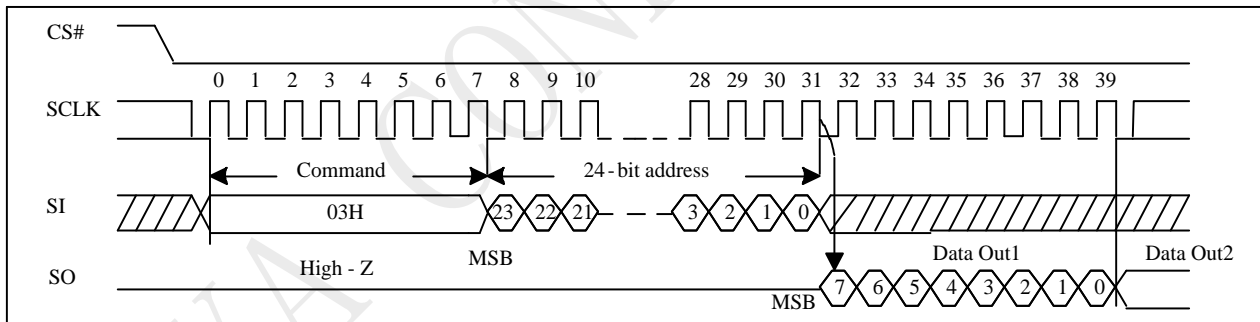 CS#
0 1 2 3 4 5 6 7 8 9 10 28 29 30 31 32 33 34 35 36 37 38 39
SCLK
Command 24-bit address
SI 03H 23 22 21 3 2 1 0
High - Z MSB Data Out1 Data Out2
SO MSB 7 6 5 4 3 2 1 0